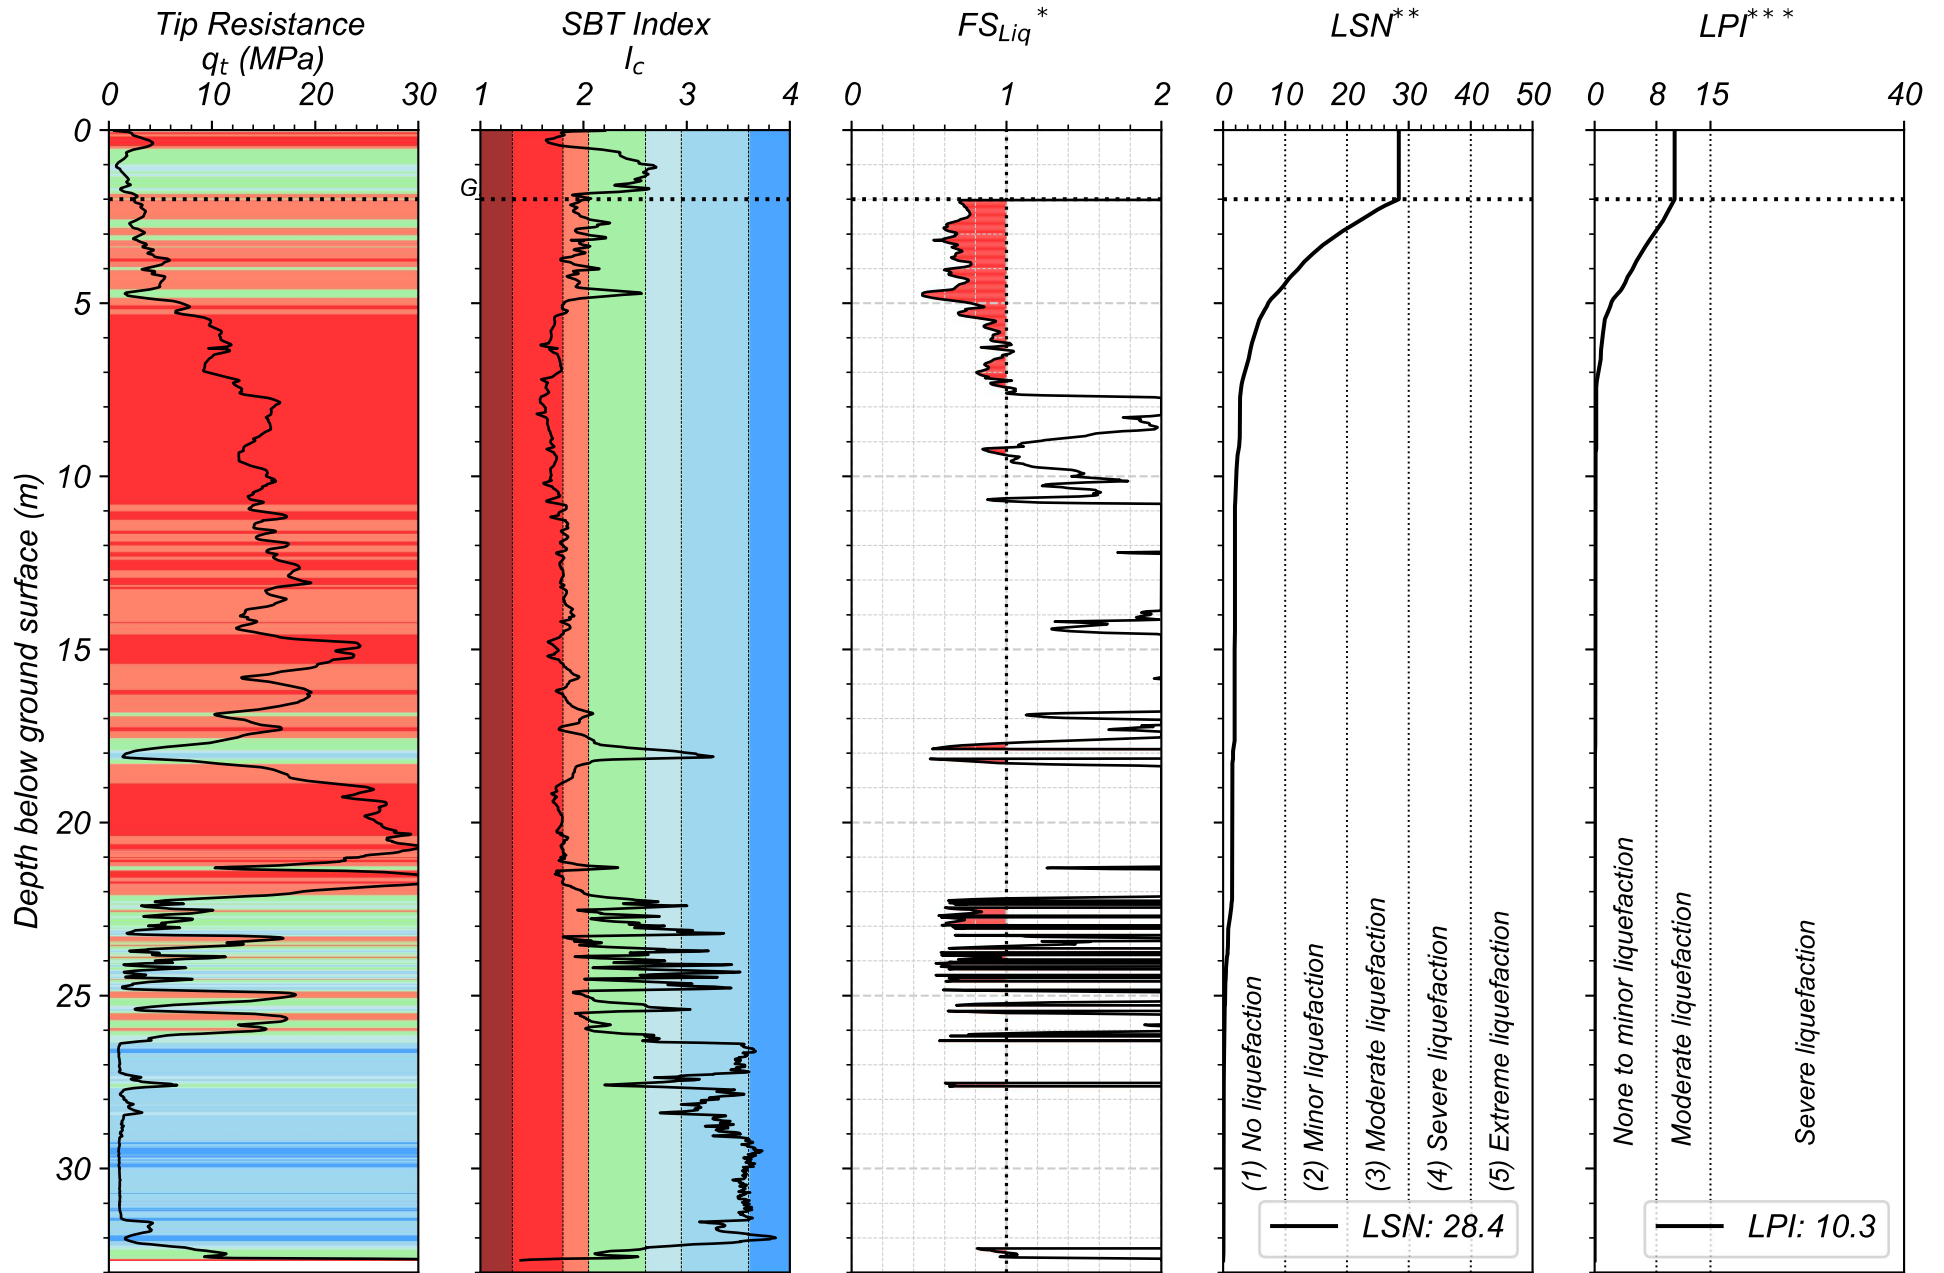 Tip Resistance
qt (MPa)
0 10 20 30
SBT Index
Ic
1 2 3 4
FSLiq*
0 1 2
LSN**
0 10 20 30 40 50
LPI***
0 8 15 40
Depth below ground surface (m)
0
5
10
15
20
25
30
G
(1) No liquefaction
(2) Minor liquefaction
(3) Moderate liquefaction
(4) Severe liquefaction
(5) Extreme liquefaction
LSN: 28.4
None to minor liquefaction
Moderate liquefaction
Severe liquefaction
LPI: 10.3